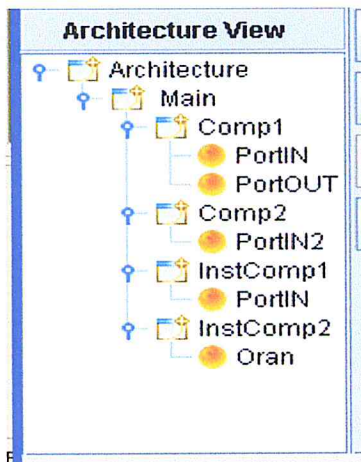 Architecture View
Architecture
Main
Comp1
PortIN
PortOUT
Comp2
PortIN2
InstComp1
PortIN
InstComp2
Oran